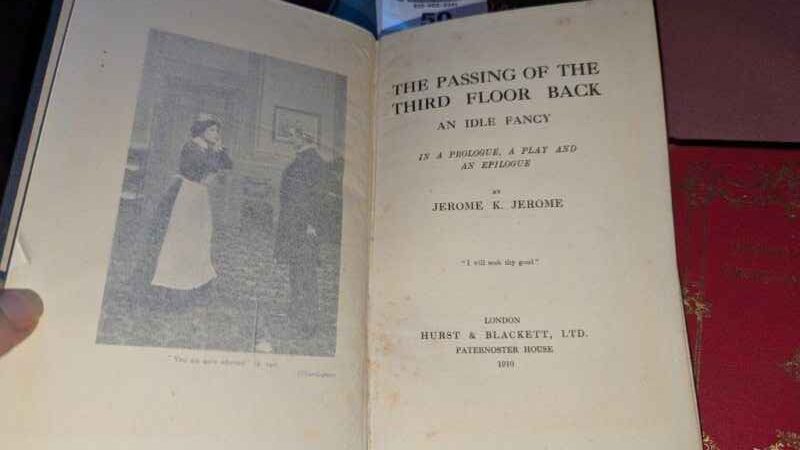 50
THE PASSING OF THE
THIRD FLOOR BACK
AN IDLE FANCY
IN A PROLOGUE, A PLAY AND
AN EPILOGUE
BY
JEROME K. JEROME
"I will seek thy good."
LONDON
HURST & BLACKETT, LTD.
PATERNOSTER HOUSE
1910